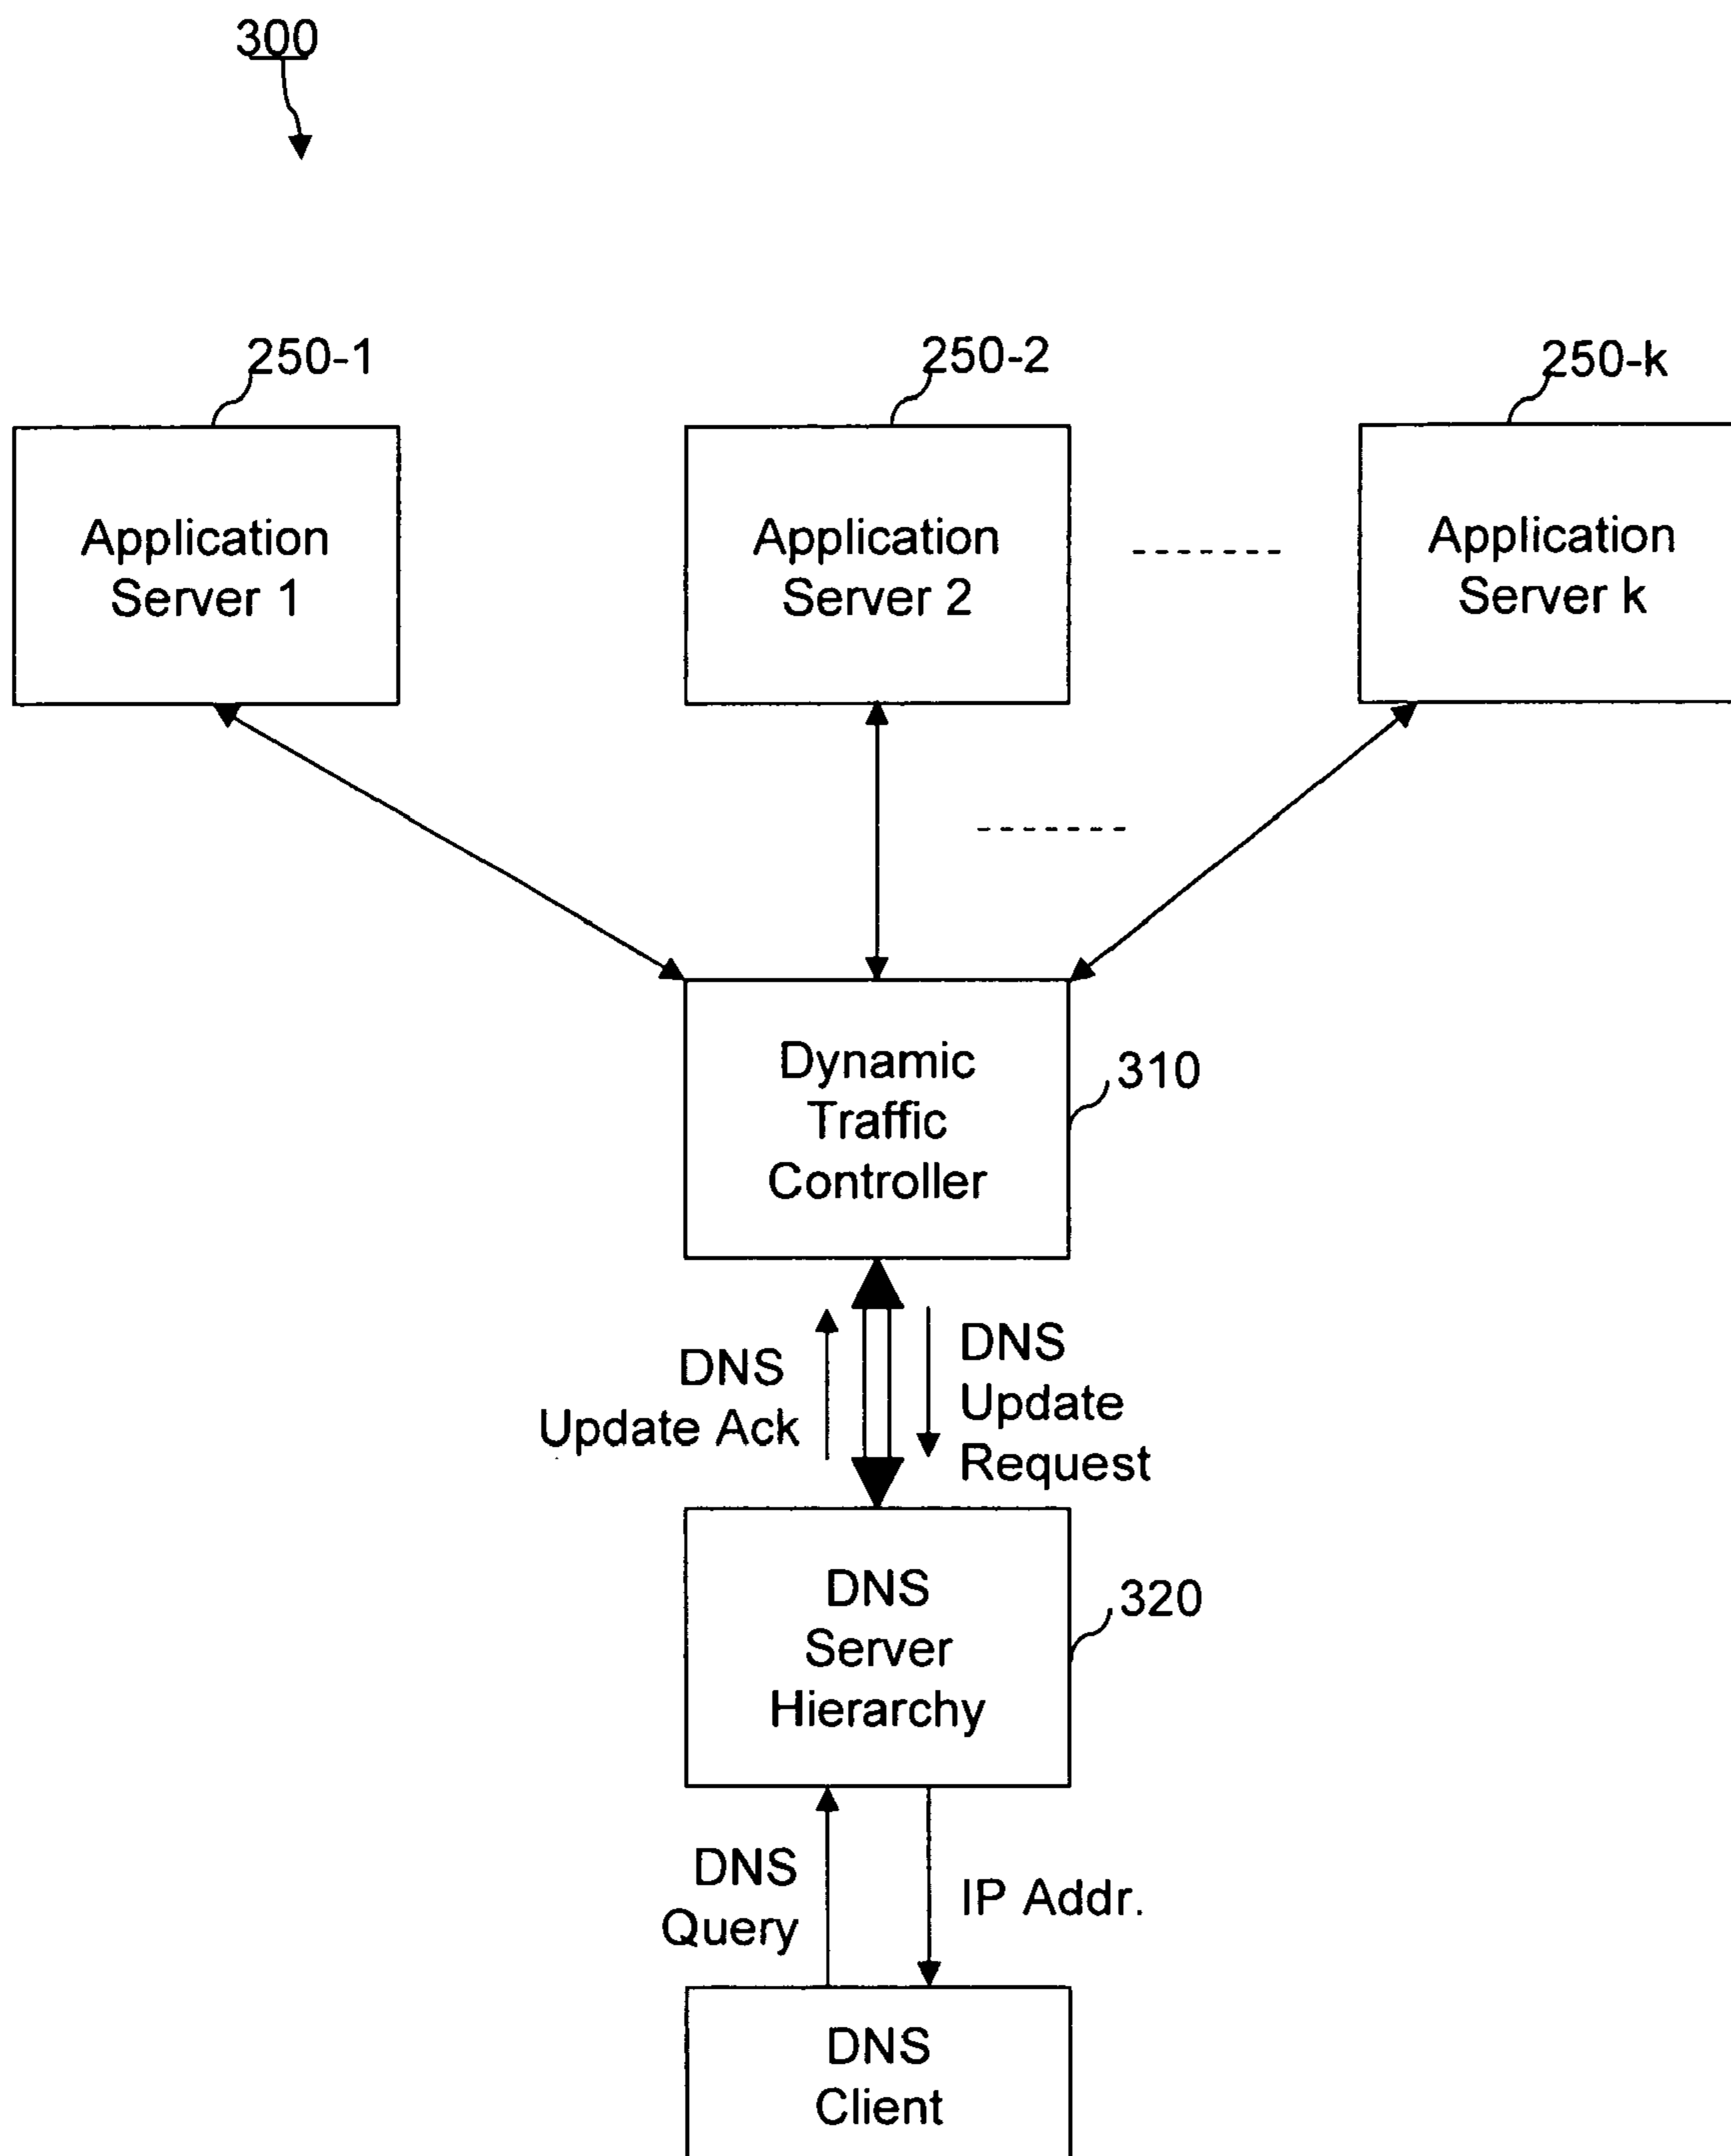 300
250-1
250-2
250-k
Application
Server 1
Application
Server 2
Application
Server k
Dynamic
Traffic
Controller
310
DNS
Update Ack
DNS
Update
Request
DNS
Server
Hierarchy
320
DNS
Query
IP Addr.
DNS
Client